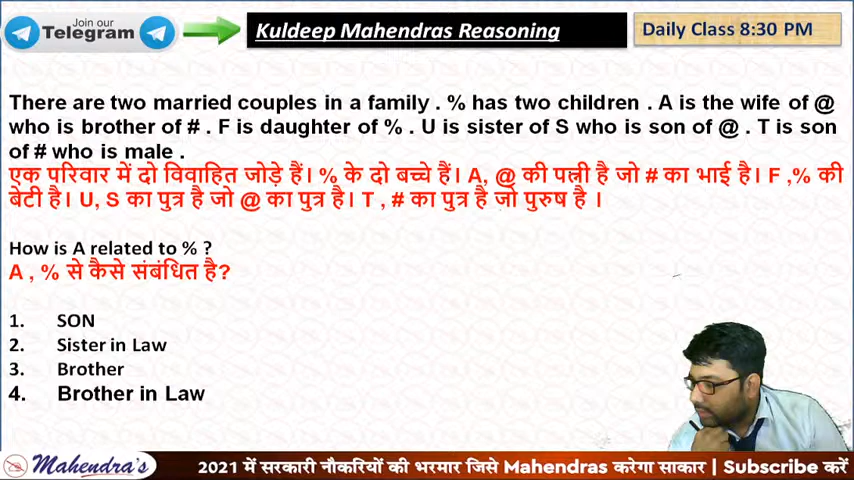 Join our
Telegram
Kuldeep Mahendras Reasoning
Daily Class 8:30 PM
There are two married couples in a family . % has two children . A is the wife of @
who is brother of # . F is daughter of % . U is sister of S who is son of @ . T is son
of # who is male .
एक परिवार में दो विवाहित जोड़े हैं। % के दो बच्चे हैं। A, @ की पत्नी है जो # का भाई है। F ,% की
बेटी है। U, S का पुत्र है जो @ का पुत्र है। T , # का पुत्र है जो पुरुष है ।
How is A related to % ?
A , % से कैसे संबंधित है?
1. SON
2. Sister in Law
3. Brother
4. Brother in Law
Mahendra's
2021 में सरकारी नौकरियों की भरमार जिसे Mahendras करेगा साकार | Subscribe करें